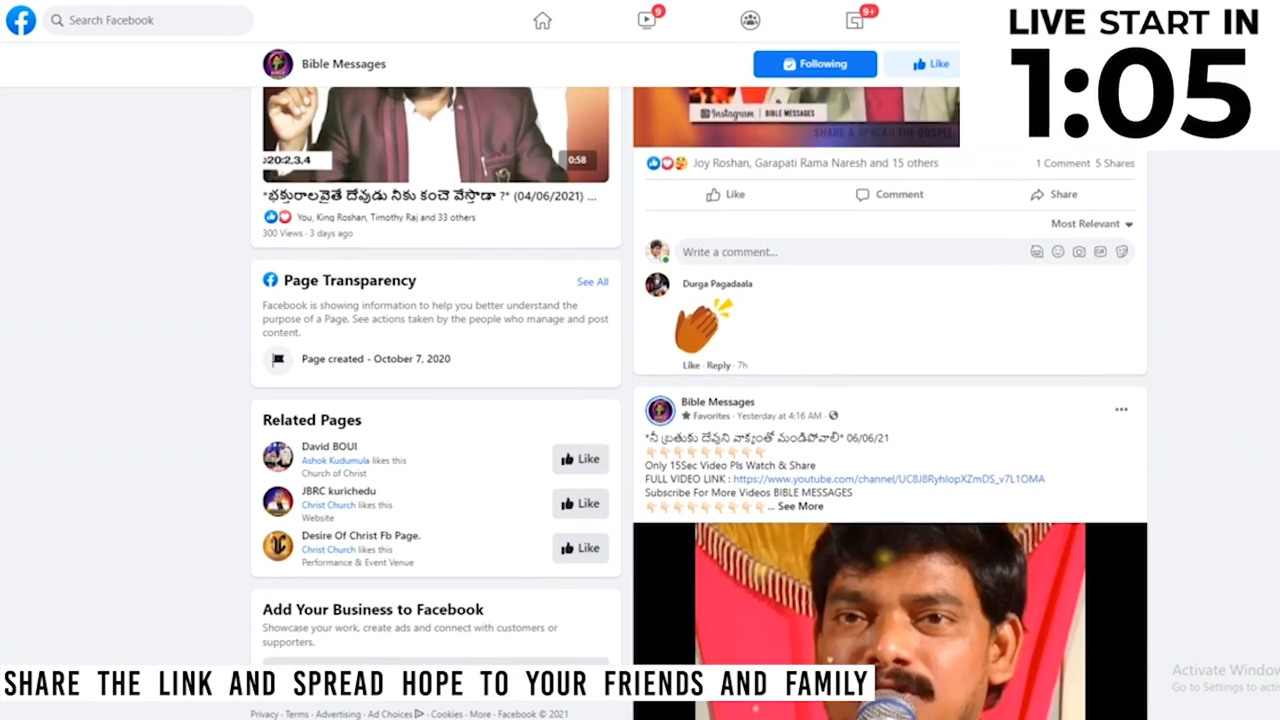 Search Facebook
9
9+
LIVE START IN
1:05
Bible Messages
Following
Like
:20:2,3,4
0:58
*భక్తురాలవైతే దేవుడు నీకు కంచె వేస్తాడా ?* (04/06/2021) ...
You, King Roshan, Timothy Raj and 33 others
300 Views · 3 days ago
Page Transparency
See All
Facebook is showing information to help you better understand the
purpose of a Page. See actions taken by the people who manage and post
content.
Page created - October 7, 2020
Related Pages
David BOUI
Ashok Kudumula likes this
Church of Christ
Like
JBRC kurichedu
Christ Church likes this
Website
Like
Desire Of Christ Fb Page.
Christ Church likes this
Performance & Event Venue
Like
Add Your Business to Facebook
Showcase your work, create ads and connect with customers or
supporters.
Privacy · Terms · Advertising · Ad Choices · Cookies · More · Facebook © 2021
Instagram | BIBLE MESSAGES
SHARE & SPREAD THE GOSPEL
Joy Roshan, Garapati Rama Naresh and 15 others
1 Comment 5 Shares
Like
Comment
Share
Most Relevant
Write a comment...
GIF
Durga Pagadaala
Like · Reply · 7h
Bible Messages
Favorites · Yesterday at 4:16 AM ·
*నీ బ్రతుకు దేవుని వాక్యంతో మండిపోవాలి* 06/06/21
Only 15Sec Video Pls Watch & Share
FULL VIDEO LINK : https://www.youtube.com/channel/UC8J8RyhIopXZmDS_v7L1OMA
Subscribe For More Videos BIBLE MESSAGES
... See More
SHARE THE LINK AND SPREAD HOPE TO YOUR FRIENDS AND FAMILY
Activate Window
Go to Settings to activ